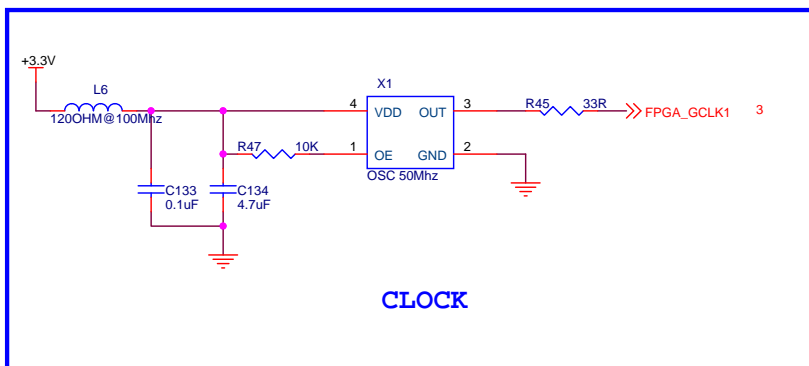 +3.3V
L6
120OHM@100Mhz
X1
4 VDD OUT 3
R45 33R
FPGA_GCLK1 3
R47 10K
1 OE GND 2
OSC 50Mhz
C133
0.1uF
C134
4.7uF
CLOCK